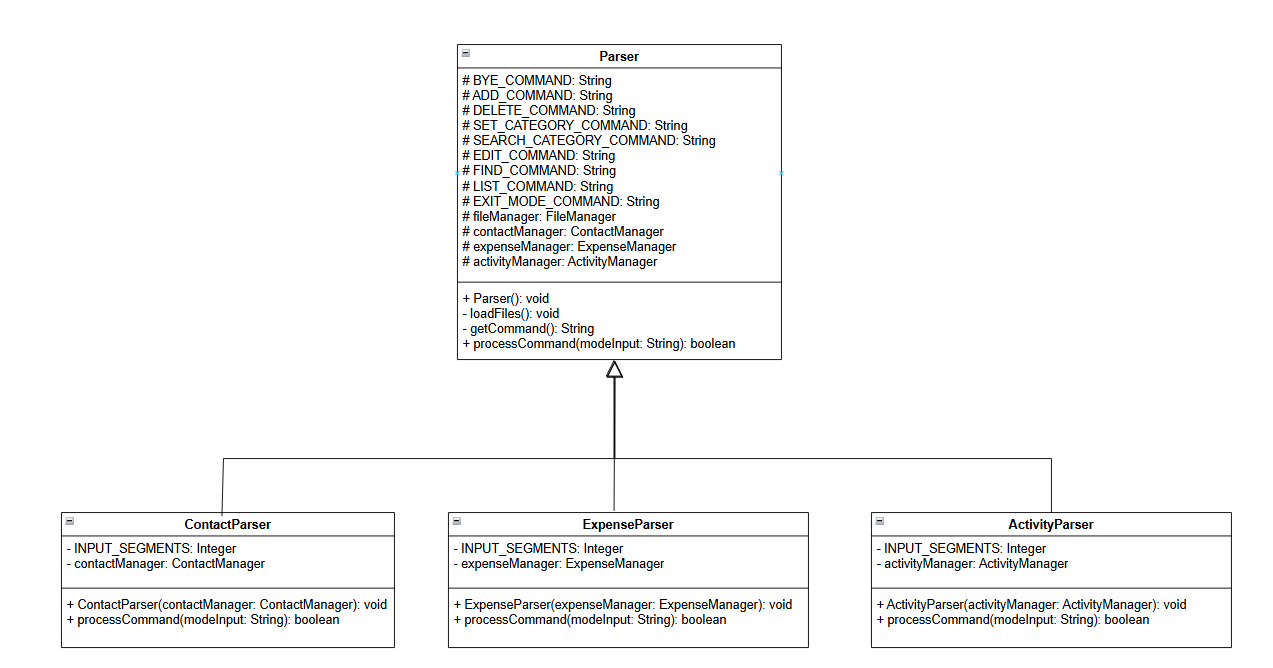 Parser
# BYE_COMMAND: String
# ADD_COMMAND: String
# DELETE_COMMAND: String
# SET_CATEGORY_COMMAND: String
# SEARCH_CATEGORY_COMMAND: String
# EDIT_COMMAND: String
# FIND_COMMAND: String
# LIST_COMMAND: String
# EXIT_MODE_COMMAND: String
# fileManager: FileManager
# contactManager: ContactManager
# expenseManager: ExpenseManager
# activityManager: ActivityManager
+ Parser(): void
- loadFiles(): void
- getCommand(): String
+ processCommand(modeInput: String): boolean
ContactParser
- INPUT_SEGMENTS: Integer
- contactManager: ContactManager
+ ContactParser(contactManager: ContactManager): void
+ processCommand(modeInput: String): boolean
ExpenseParser
- INPUT_SEGMENTS: Integer
- expenseManager: ExpenseManager
+ ExpenseParser(expenseManager: ExpenseManager): void
+ processCommand(modeInput: String): boolean
ActivityParser
- INPUT_SEGMENTS: Integer
- activityManager: ActivityManager
+ ActivityParser(activityManager: ActivityManager): void
+ processCommand(modeInput: String): boolean